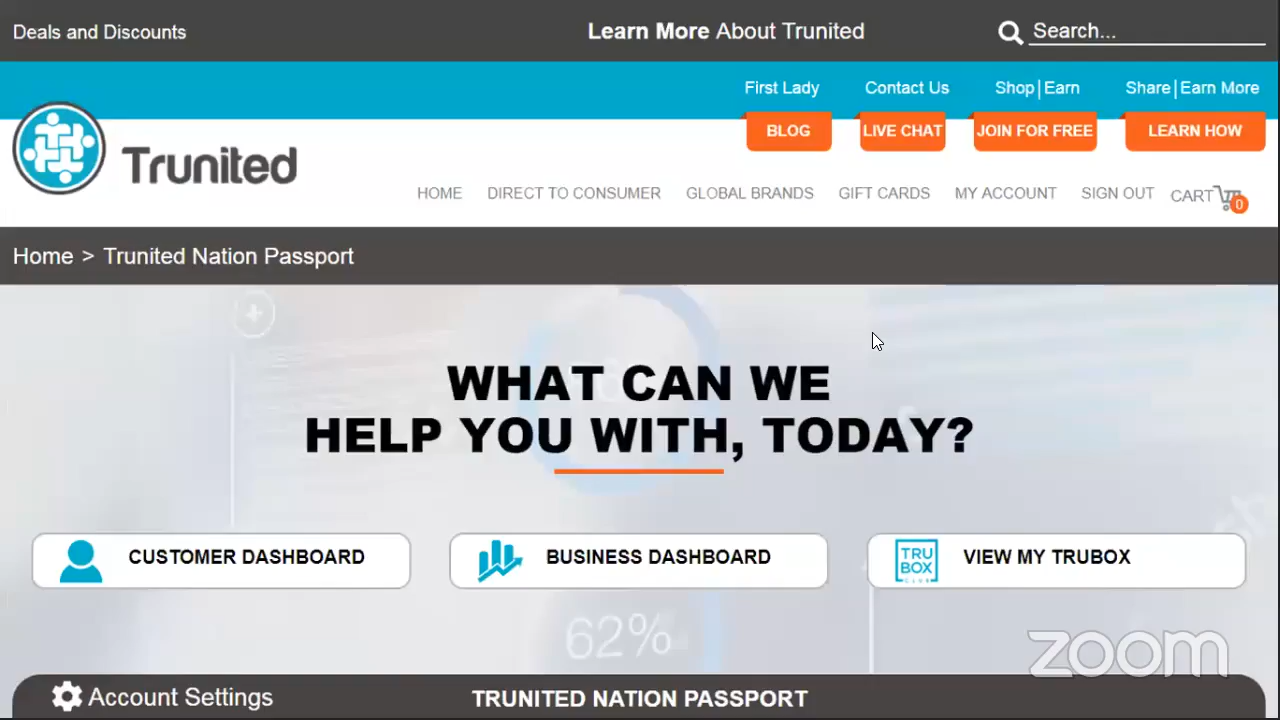 Deals and Discounts
Learn More About Trunited
Search...
First Lady
Contact Us
Shop|Earn
Share|Earn More
BLOG
LIVE CHAT
JOIN FOR FREE
LEARN HOW
Trunited
HOME
DIRECT TO CONSUMER
GLOBAL BRANDS
GIFT CARDS
MY ACCOUNT
SIGN OUT
CART
0
Home > Trunited Nation Passport
WHAT CAN WE
HELP YOU WITH, TODAY?
CUSTOMER DASHBOARD
BUSINESS DASHBOARD
TRU
BOX
CLUB
VIEW MY TRUBOX
62%
zoom
Account Settings
TRUNITED NATION PASSPORT